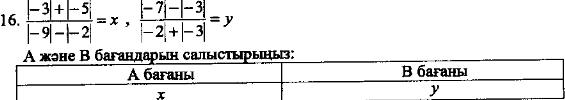 16. |-3|+|-5| / |-9|-|-2| = x , |-7|-|-3| / |-2|+|-3| = y
А және В бағандарын салыстырыңыз:
А бағаны В бағаны
x y